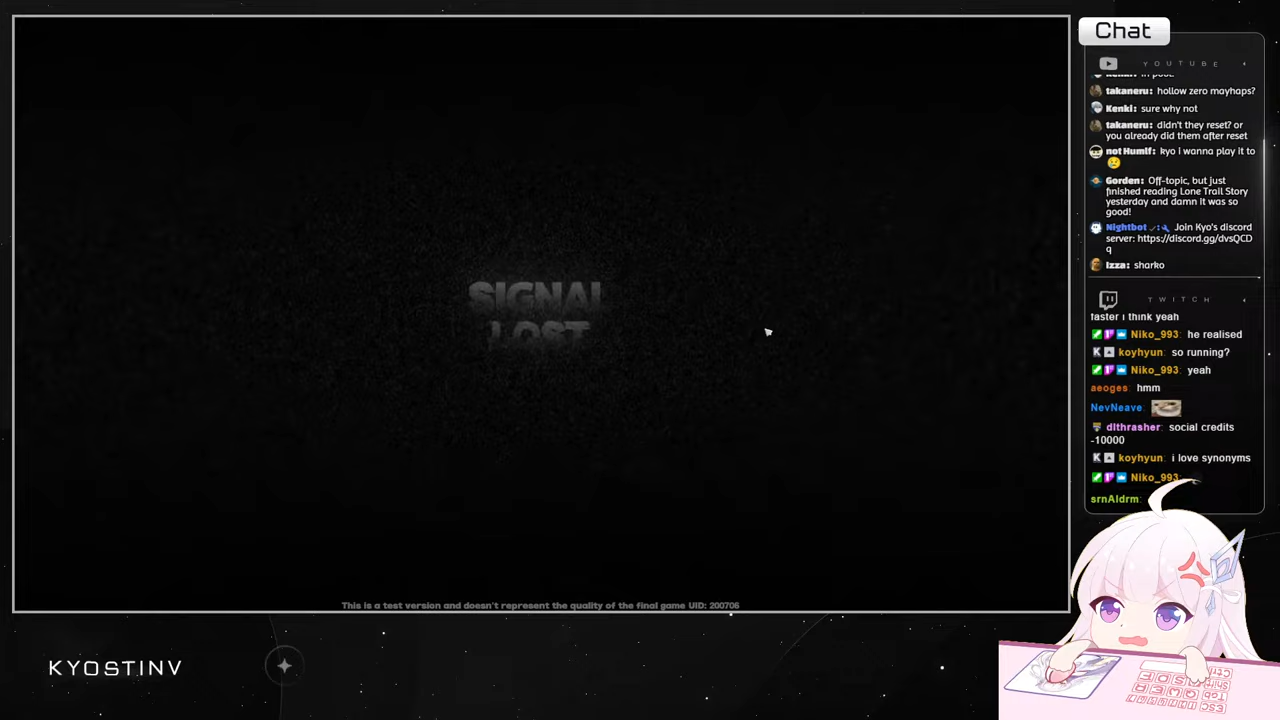 SIGNAL
LOST
This is a test version and doesn't represent the quality of the final game UID: 200706
KYOSTINV
Chat
YOUTUBE
takaneru: hollow zero mayhaps?
Kenki: sure why not
takaneru: didn't they reset? or
you already did them after reset
not Humlf: kyo i wanna play it to
Gorden: Off-topic, but just
finished reading Lone Trail Story
yesterday and damn it was so
good!
Nightbot: Join Kyo's discord
server: https://discord.gg/dvsQCD
q
Izza: sharko
TWITCH
faster i think yeah
Niko_993: he realised
koyhyun: so running?
Niko_993: yeah
aeoges: hmm
NevNeave:
dlthrasher: social credits
-10000
koyhyun: i love synonyms
Niko_993:
srnAldrm: